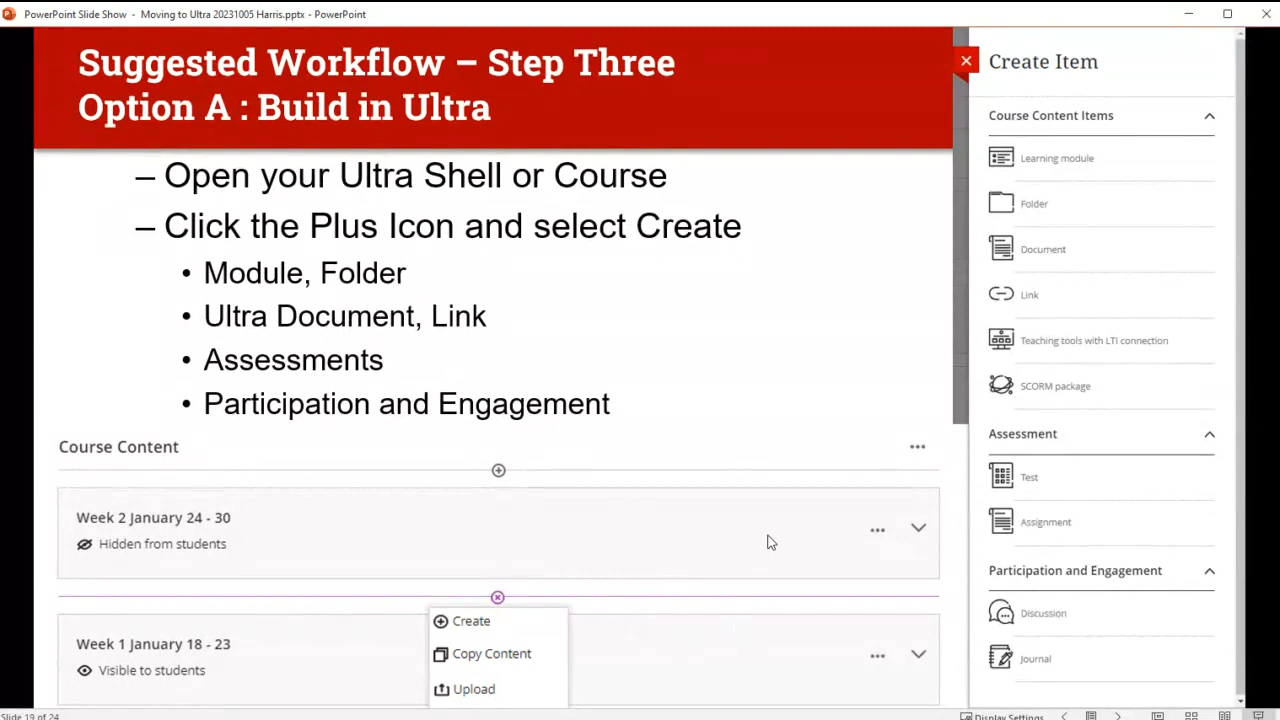 PowerPoint Slide Show - Moving to Ultra 20231005 Harris.pptx - PowerPoint
Suggested Workflow – Step Three
Option A : Build in Ultra
– Open your Ultra Shell or Course
– Click the Plus Icon and select Create
• Module, Folder
• Ultra Document, Link
• Assessments
• Participation and Engagement
Course Content
Week 2 January 24 - 30
Hidden from students
Week 1 January 18 - 23
Visible to students
Create
Copy Content
Upload
Create Item
Course Content Items
Learning module
Folder
Document
Link
Teaching tools with LTI connection
SCORM package
Assessment
Test
Assignment
Participation and Engagement
Discussion
Journal
Slide 19 of 24
Display Settings